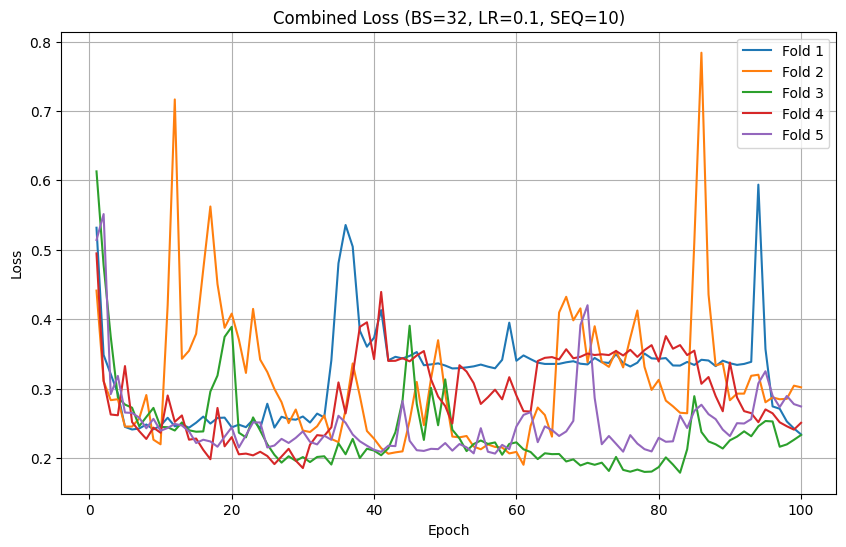 Combined Loss (BS=32, LR=0.1, SEQ=10)
Fold 1
Fold 2
Fold 3
Fold 4
Fold 5
0.8
0.7
0.6
0.5
0.4
0.3
0.2
Loss
0 20 40 60 80 100
Epoch